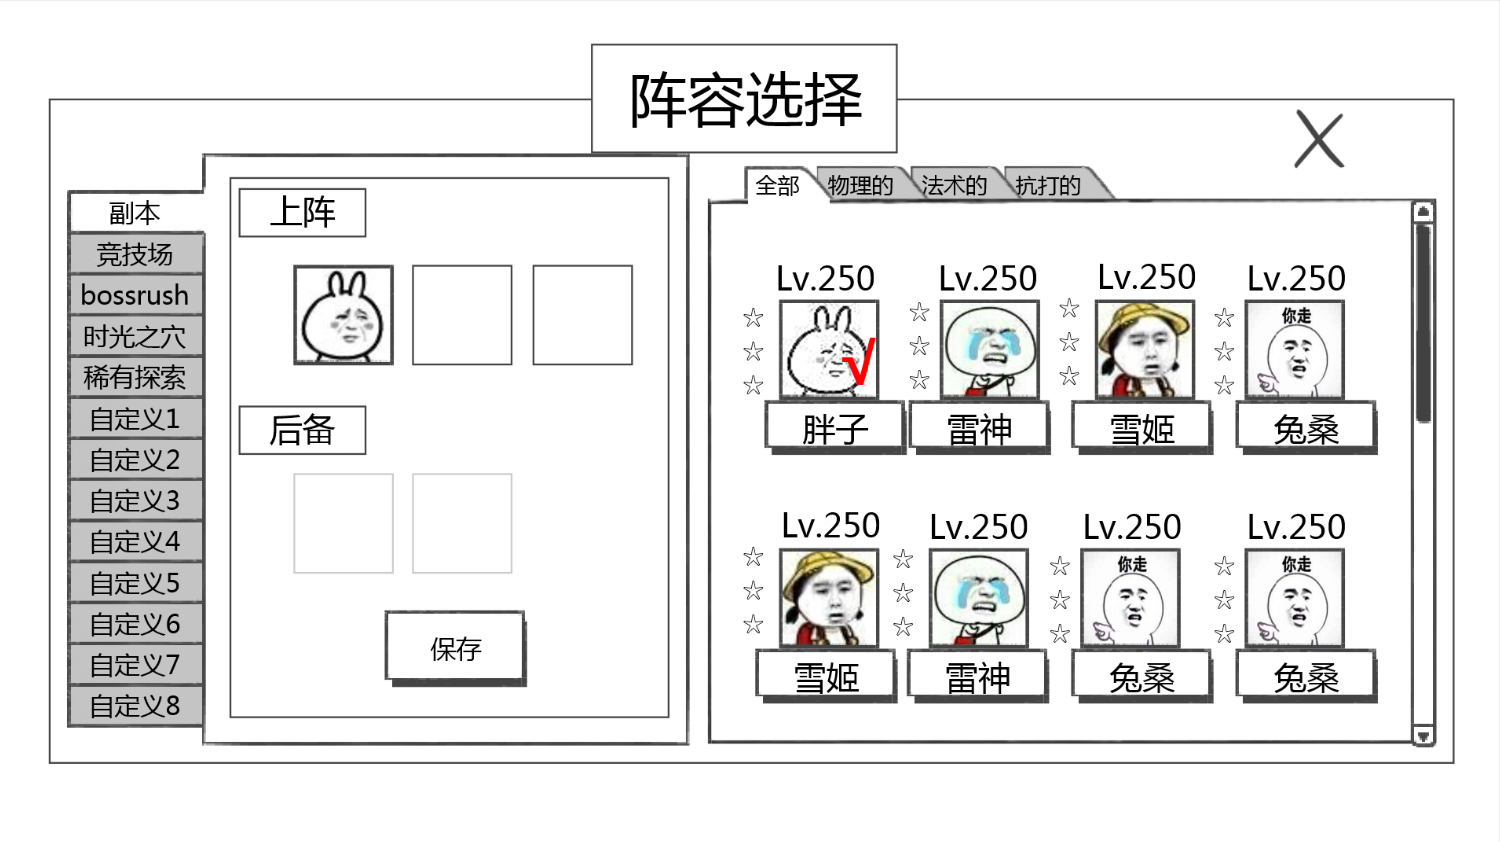 阵容选择
副本
竞技场
bossrush
时光之穴
稀有探索
自定义1
自定义2
自定义3
自定义4
自定义5
自定义6
自定义7
自定义8
上阵
后备
保存
全部
物理的
法术的
抗打的
Lv.250
Lv.250
Lv.250
Lv.250
你走
√
胖子
雷神
雪姬
兔桑
Lv.250
Lv.250
Lv.250
Lv.250
你走
你走
雪姬
雷神
兔桑
兔桑